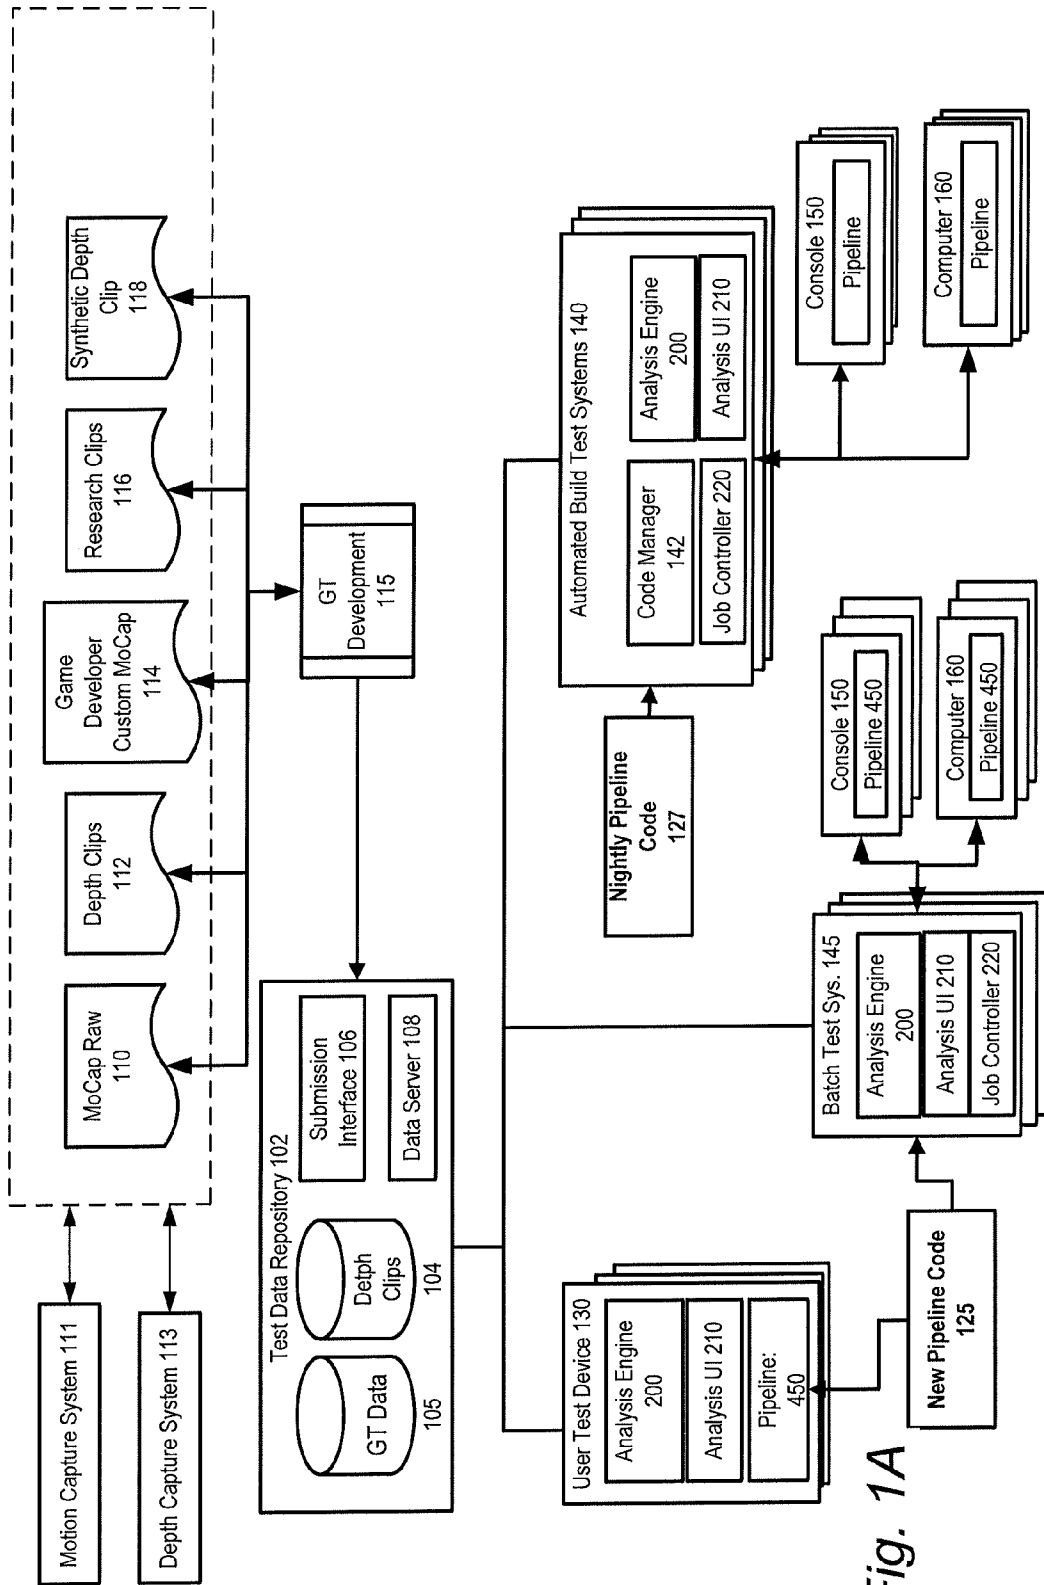 Motion Capture System 111
Depth Capture System 113
MoCap Raw
110
Depth Clips
112
Game
Developer
Custom MoCap
114
Research Clips
116
Synthetic Depth
Clip
118
GT
Development
115
Test Data Repository 102
GT Data
105
Detph
Clips
104
Submission
Interface 106
Data Server 108
User Test Device 130
Analysis Engine
200
Analysis UI 210
Pipeline:
450
New Pipeline Code
125
Batch Test Sys. 145
Analysis Engine
200
Analysis UI 210
Job Controller 220
Console 150
Pipeline 450
Computer 160
Pipeline 450
Nightly Pipeline
Code
127
Automated Build Test Systems 140
Code Manager
142
Job Controller 220
Analysis Engine
200
Analysis UI 210
Console 150
Pipeline
Computer 160
Pipeline
Fig. 1A